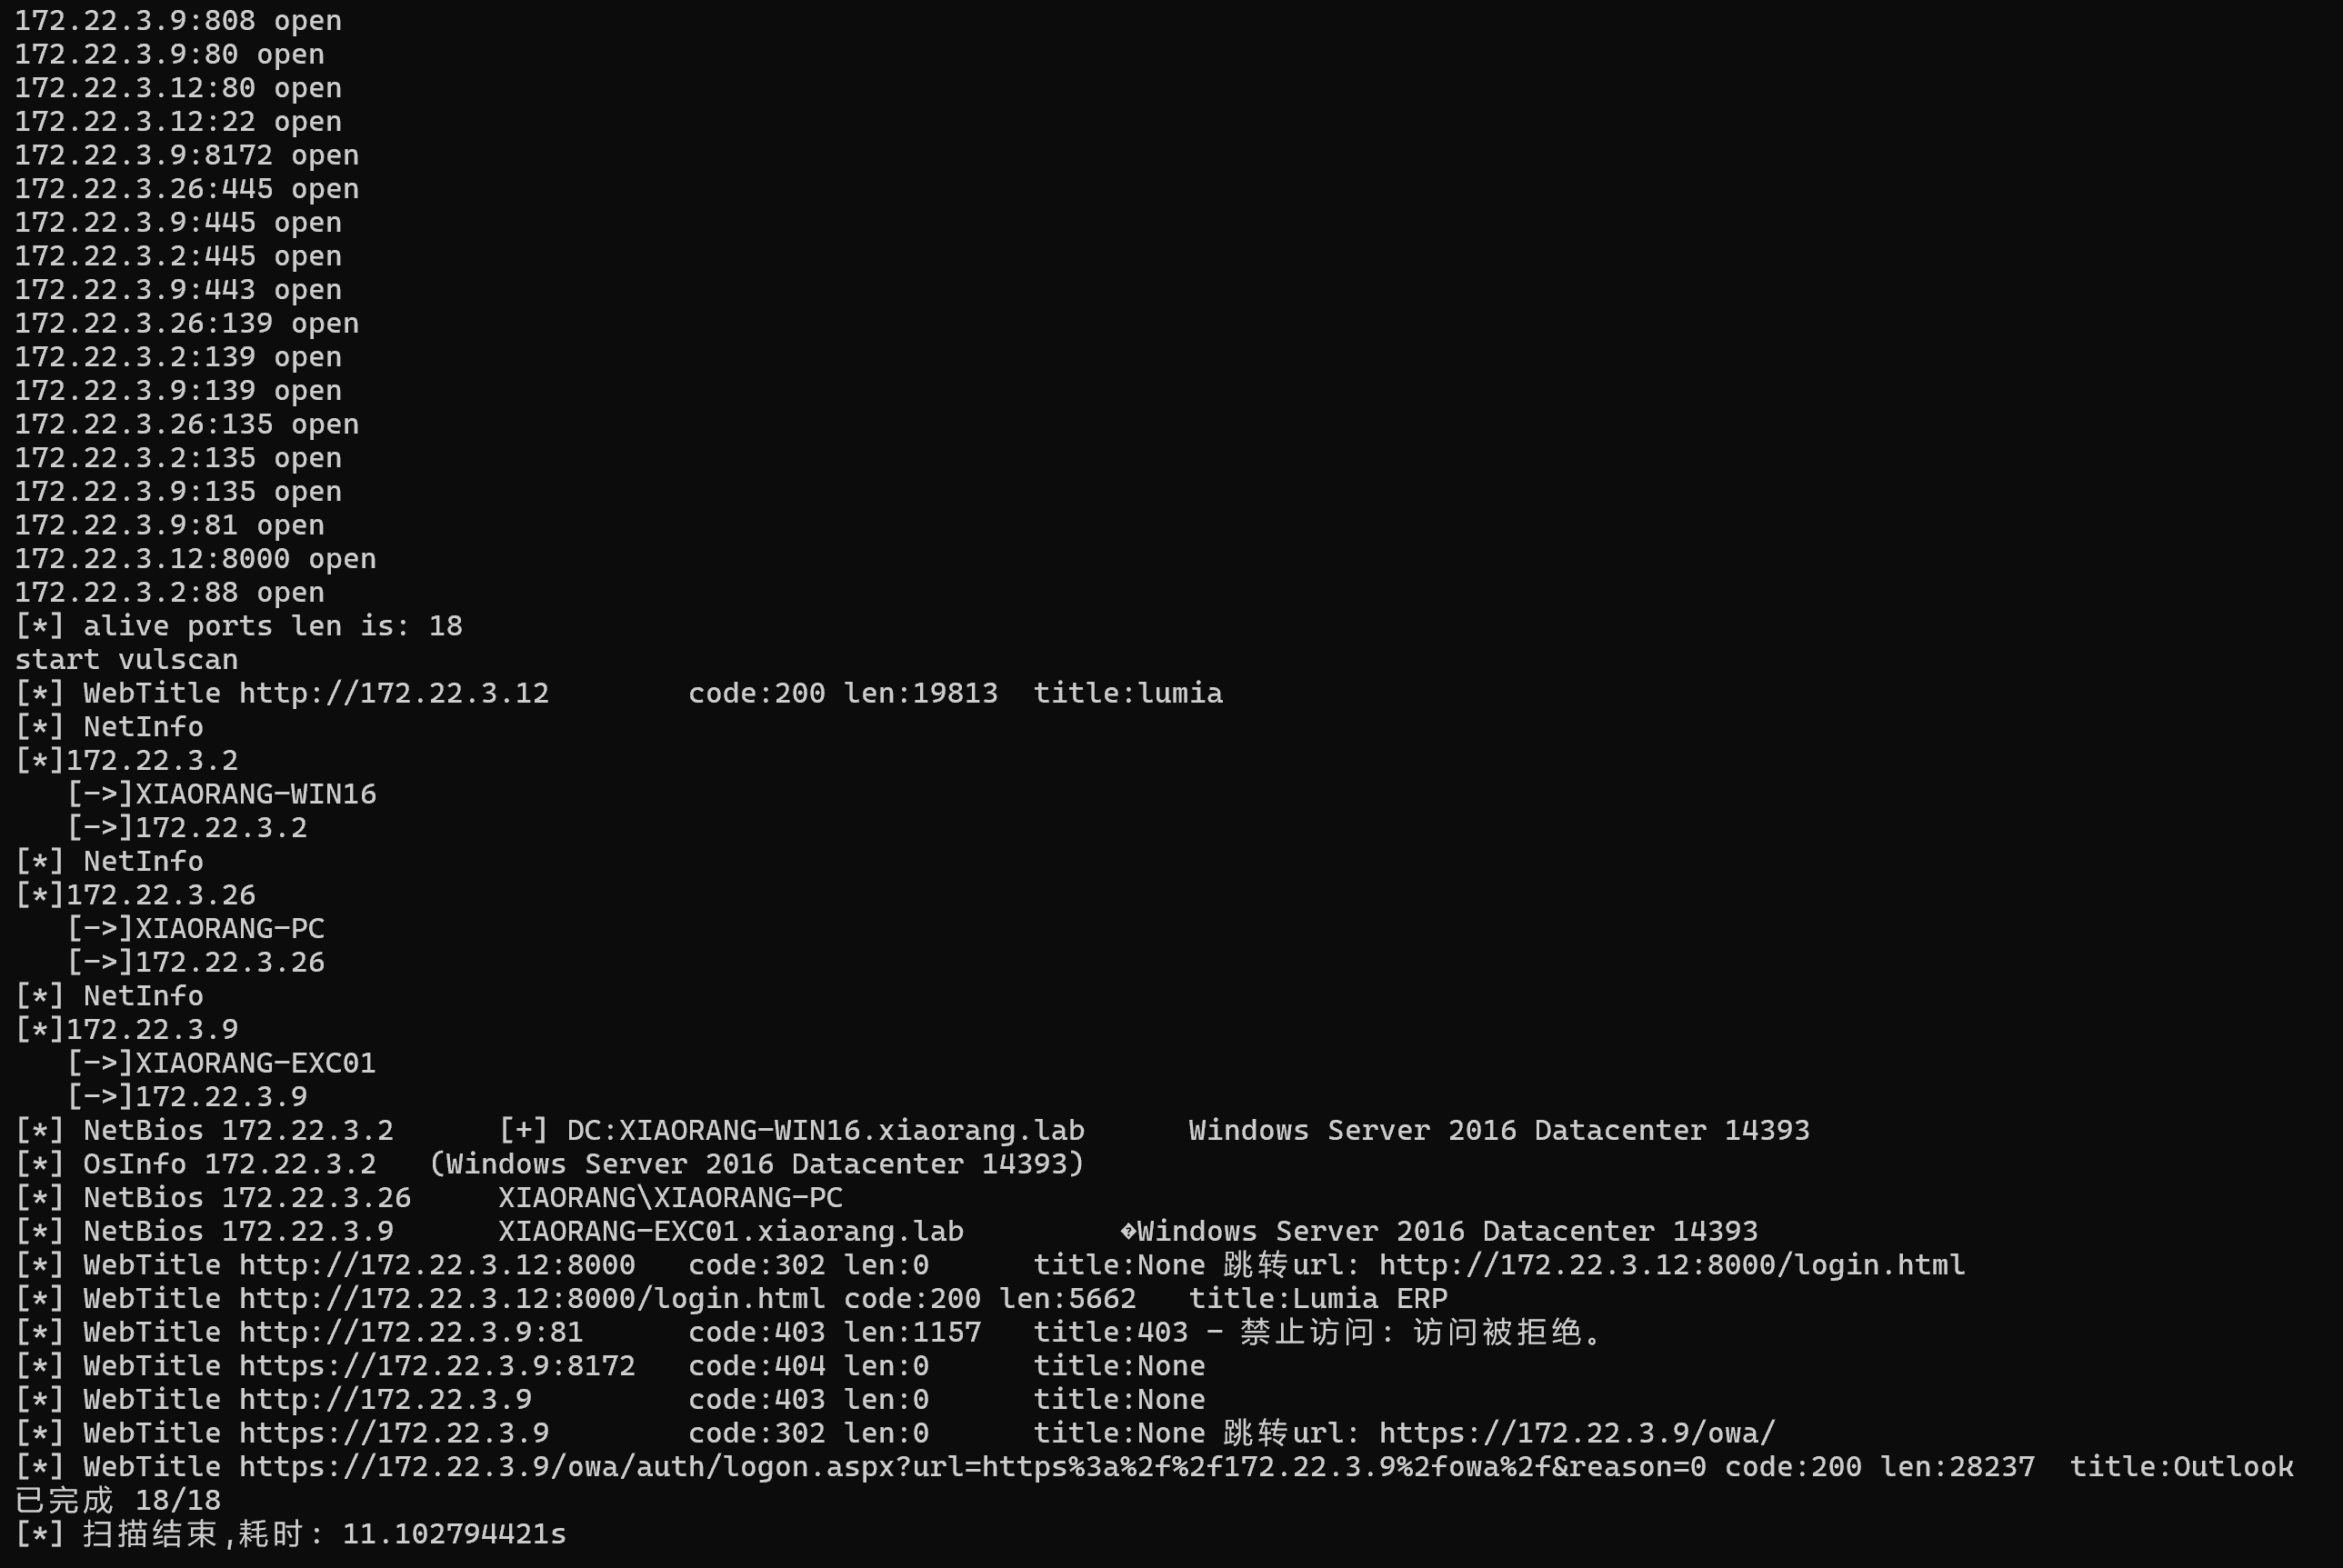 172.22.3.9:808 open
172.22.3.9:80 open
172.22.3.12:80 open
172.22.3.12:22 open
172.22.3.9:8172 open
172.22.3.26:445 open
172.22.3.9:445 open
172.22.3.2:445 open
172.22.3.9:443 open
172.22.3.26:139 open
172.22.3.2:139 open
172.22.3.9:139 open
172.22.3.26:135 open
172.22.3.2:135 open
172.22.3.9:135 open
172.22.3.9:81 open
172.22.3.12:8000 open
172.22.3.2:88 open
[*] alive ports len is: 18
start vulscan
[*] WebTitle http://172.22.3.12        code:200 len:19813  title:lumia
[*] NetInfo
[*]172.22.3.2
   [->]XIAORANG-WIN16
   [->]172.22.3.2
[*] NetInfo
[*]172.22.3.26
   [->]XIAORANG-PC
   [->]172.22.3.26
[*] NetInfo
[*]172.22.3.9
   [->]XIAORANG-EXC01
   [->]172.22.3.9
[*] NetBios 172.22.3.2      [+] DC:XIAORANG-WIN16.xiaorang.lab      Windows Server 2016 Datacenter 14393
[*] OsInfo 172.22.3.2   (Windows Server 2016 Datacenter 14393)
[*] NetBios 172.22.3.26     XIAORANG\XIAORANG-PC
[*] NetBios 172.22.3.9      XIAORANG-EXC01.xiaorang.lab         �Windows Server 2016 Datacenter 14393
[*] WebTitle http://172.22.3.12:8000   code:302 len:0      title:None 跳转url: http://172.22.3.12:8000/login.html
[*] WebTitle http://172.22.3.12:8000/login.html code:200 len:5662   title:Lumia ERP
[*] WebTitle http://172.22.3.9:81      code:403 len:1157   title:403 - 禁止访问: 访问被拒绝。
[*] WebTitle https://172.22.3.9:8172   code:404 len:0      title:None
[*] WebTitle http://172.22.3.9         code:403 len:0      title:None
[*] WebTitle https://172.22.3.9        code:302 len:0      title:None 跳转url: https://172.22.3.9/owa/
[*] WebTitle https://172.22.3.9/owa/auth/logon.aspx?url=https%3a%2f%2f172.22.3.9%2fowa%2f&reason=0 code:200 len:28237  title:Outlook
已完成 18/18
[*] 扫描结束,耗时: 11.102794421s